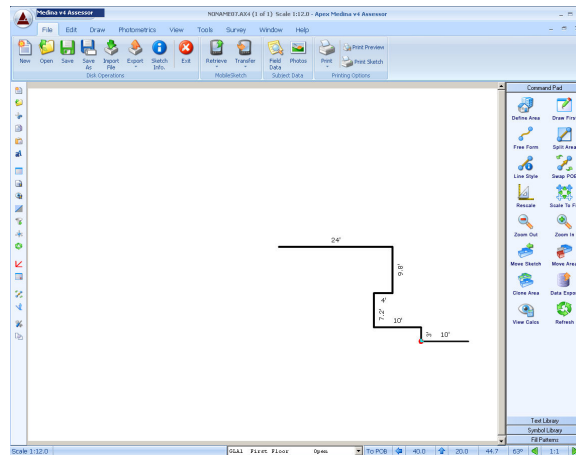 Medina v4 Assessor
NONAME07.AX4 (1 of 1) Scale 1:12.0 - Apex Medina v4 Assessor
File Edit Draw Photometrics View Tools Survey Window Help
New Open Save Save As Import File Export Sketch Info. Exit Retrieve Transfer Field Data Photos Print Print Preview Print Sketch
Disk Operations MobileSketch Subject Data Printing Options
Command Pad
Define Area Draw First
Free Form Split Area
Line Style Swap POB
Rescale Scale To F
Zoom Out Zoom In
Move Sketch Move Area
Clone Area Data Expo
View Calcs Refresh
24'
9.8'
4'
7.2'
10'
3'
10'
Text Library
Symbol Library
Fill Patterns
Scale 1:12.0 GLA1 First Floor Open To POB 40.0 20.0 44.7 63° 1:1